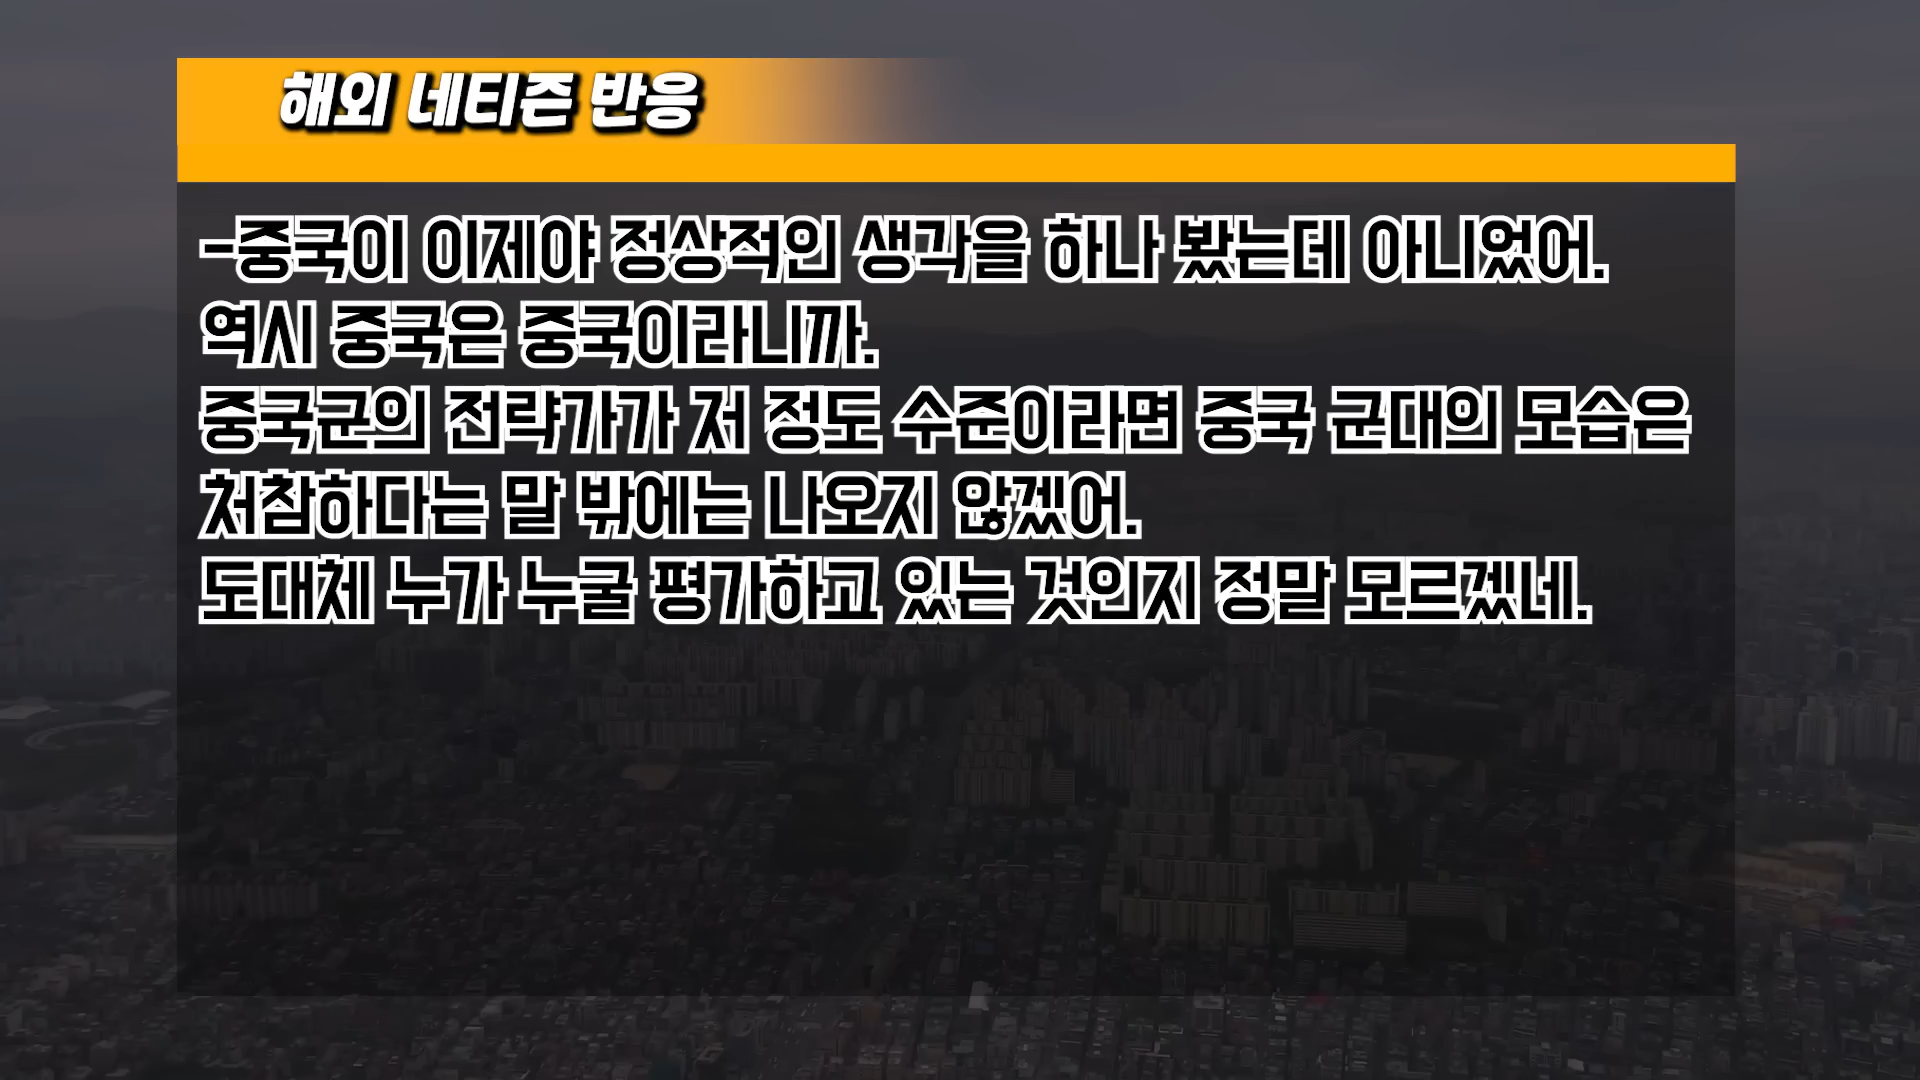 해외 네티즌 반응
-중국이 이제야 정상적인 생각을 하나 봤는데 아니었어.
역시 중국은 중국이라니까.
중국군의 전략가가 저 정도 수준이라면 중국 군대의 모습은
처참하다는 말 밖에는 나오지 않겠어.
도대체 누가 누굴 평가하고 있는 것인지 정말 모르겠네.